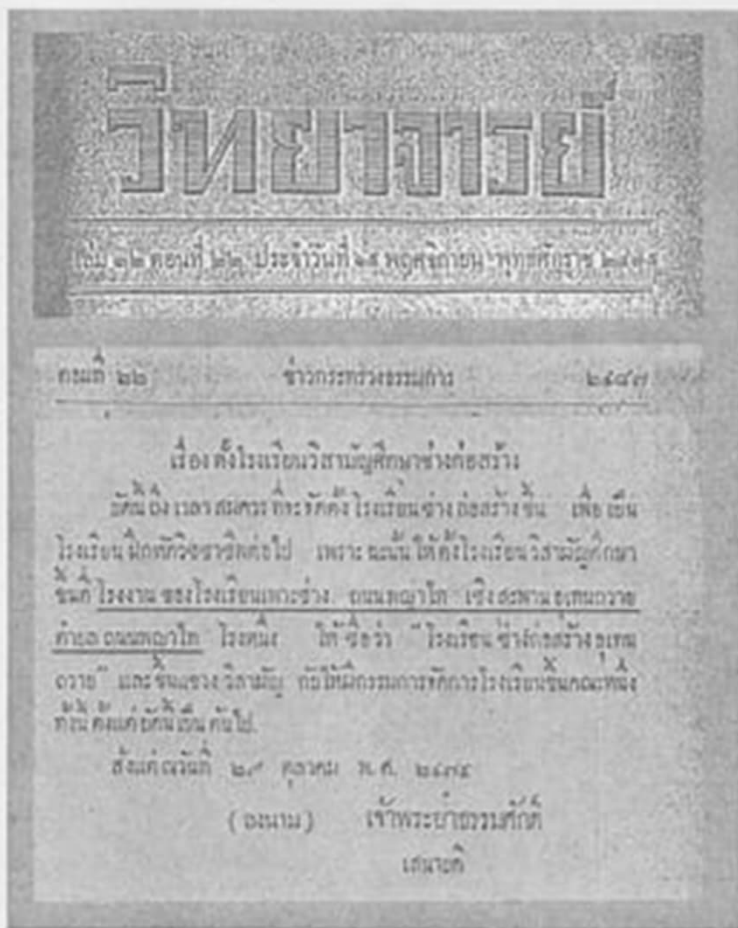 วิทยาจารย์
เล่ม ๓๒ ตอนที่ ๒๒ ประจำวันที่ ๒๕ พฤศจิกายน พุทธศักราช
ตอนที่ ๒๒ ข่าวกระทรวงธรรมการ
เรื่อง ตั้งโรงเรียนวิสามัญศึกษาช่างก่อสร้าง
บัดนี้ ถึง เวลา สมควร ที่จะ จัดตั้ง โรงเรียน ช่าง ก่อสร้าง ขึ้น เพื่อ เป็น
โรงเรียน ฝึกหัดวิชชาชีพต่อไป เพราะ ฉะนั้น ให้ ตั้ง โรงเรียน วิสามัญ ศึกษา
ขึ้นที่ โรงงาน ของ โรงเรียนเพาะช่าง ถนนพญาไท เชิง สะพาน อุเทนถวาย
ตำบล ถนนพญาไท โรงหนึ่ง ให้ ชื่อว่า " โรงเรียน ช่างก่อสร้าง อุเทน
ถวาย " และขึ้นแขวง วิสามัญ กับให้มีกรรมการจัดการโรงเรียนขึ้นคณะหนึ่ง
ทั้งนี้ ตั้งแต่ บัดนี้ เป็น ต้นไป.
สั่งแต่ ณวันที่ ๒๙ ตุลาคม พ.ศ. ๒๔๗๔
( ลงนาม ) เจ้าพระยาธรรมศักดิ์
เสนาบดี